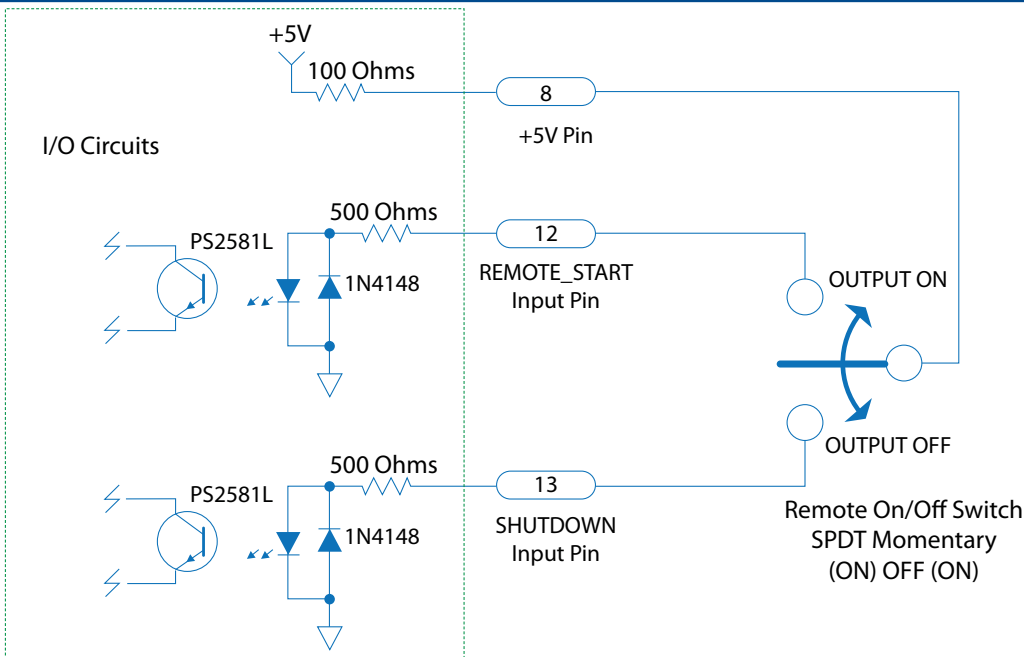 +5V
100 Ohms
8
+5V Pin
I/O Circuits
500 Ohms
PS2581L
12
1N4148
REMOTE_START
Input Pin
OUTPUT ON
OUTPUT OFF
500 Ohms
PS2581L
13
1N4148
SHUTDOWN
Input Pin
Remote On/Off Switch
SPDT Momentary
(ON) OFF (ON)